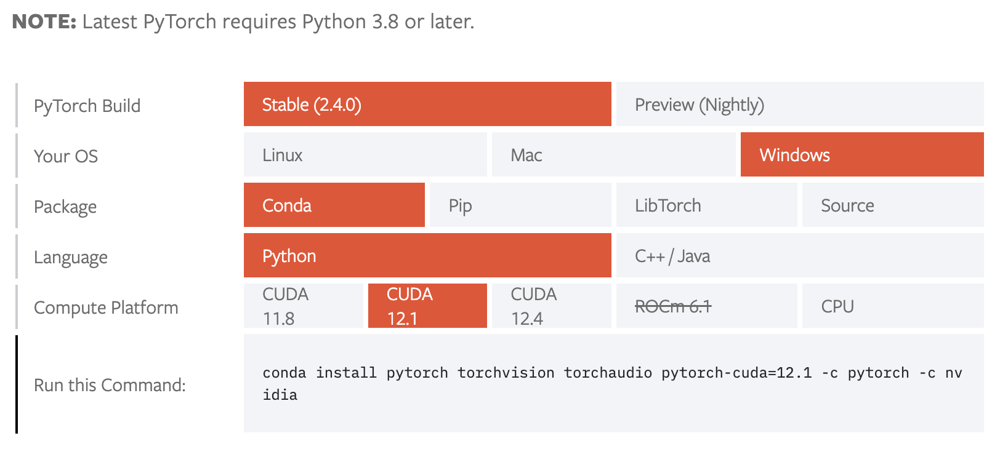 NOTE: Latest PyTorch requires Python 3.8 or later.
PyTorch Build
Stable (2.4.0)
Preview (Nightly)
Your OS
Linux
Mac
Windows
Package
Conda
Pip
LibTorch
Source
Language
Python
C++ / Java
Compute Platform
CUDA
11.8
CUDA
12.1
CUDA
12.4
ROCm 6.1
CPU
Run this Command:
conda install pytorch torchvision torchaudio pytorch-cuda=12.1 -c pytorch -c nv
idia